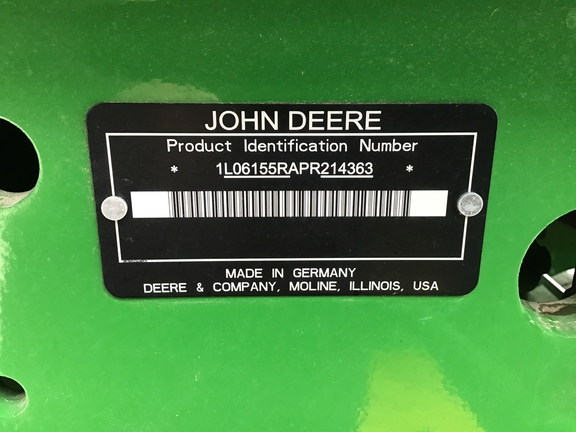 JOHN DEERE
Product Identification Number
* 1L06155RAPR214363 *
MADE IN GERMANY
DEERE & COMPANY, MOLINE, ILLINOIS, USA